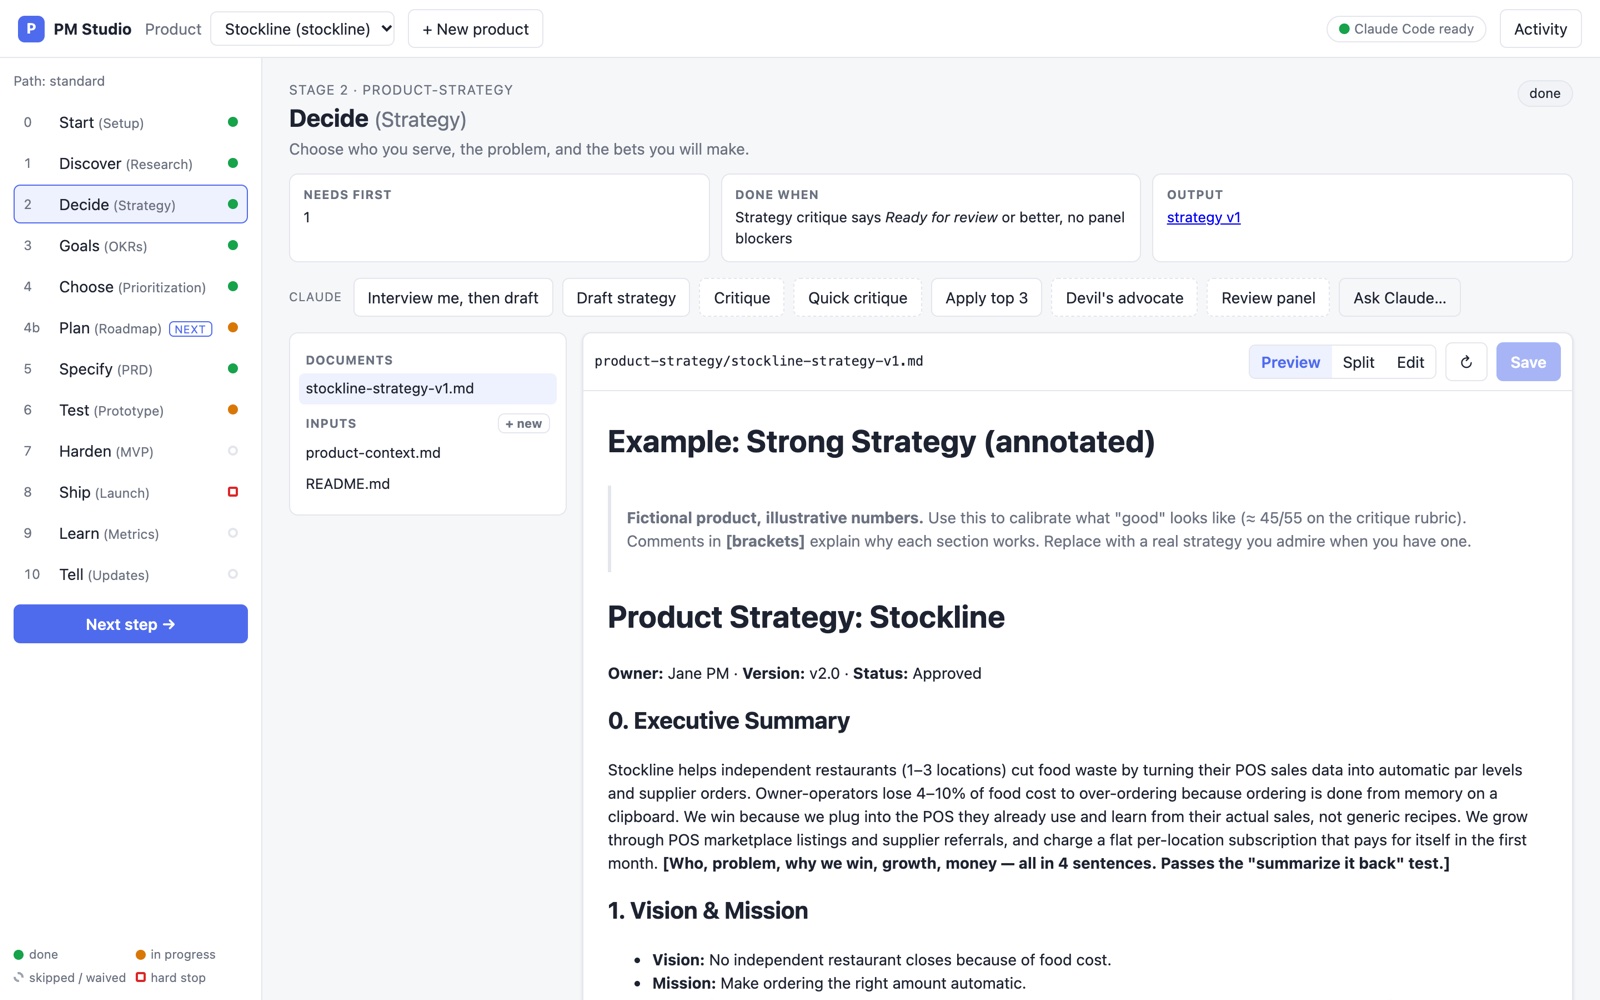 P PM Studio Product Stockline (stockline) + New product Claude Code ready Activity
Path: standard
0 Start (Setup)
1 Discover (Research)
2 Decide (Strategy)
3 Goals (OKRs)
4 Choose (Prioritization)
4b Plan (Roadmap) NEXT
5 Specify (PRD)
6 Test (Prototype)
7 Harden (MVP)
8 Ship (Launch)
9 Learn (Metrics)
10 Tell (Updates)
Next step →
done in progress
skipped / waived hard stop
STAGE 2 · PRODUCT-STRATEGY
done
Decide (Strategy)
Choose who you serve, the problem, and the bets you will make.
NEEDS FIRST
1
DONE WHEN
Strategy critique says Ready for review or better, no panel
blockers
OUTPUT
strategy v1
CLAUDE Interview me, then draft Draft strategy Critique Quick critique Apply top 3 Devil's advocate Review panel Ask Claude...
DOCUMENTS
stockline-strategy-v1.md
INPUTS + new
product-context.md
README.md
product-strategy/stockline-strategy-v1.md Preview Split Edit ↻ Save
Example: Strong Strategy (annotated)
Fictional product, illustrative numbers. Use this to calibrate what "good" looks like (≈ 45/55 on the critique rubric).
Comments in [brackets] explain why each section works. Replace with a real strategy you admire when you have one.
Product Strategy: Stockline
Owner: Jane PM · Version: v2.0 · Status: Approved
0. Executive Summary
Stockline helps independent restaurants (1–3 locations) cut food waste by turning their POS sales data into automatic par levels
and supplier orders. Owner-operators lose 4–10% of food cost to over-ordering because ordering is done from memory on a
clipboard. We win because we plug into the POS they already use and learn from their actual sales, not generic recipes. We grow
through POS marketplace listings and supplier referrals, and charge a flat per-location subscription that pays for itself in the first
month. [Who, problem, why we win, growth, money — all in 4 sentences. Passes the "summarize it back" test.]
1. Vision & Mission
• Vision: No independent restaurant closes because of food cost.
• Mission: Make ordering the right amount automatic.